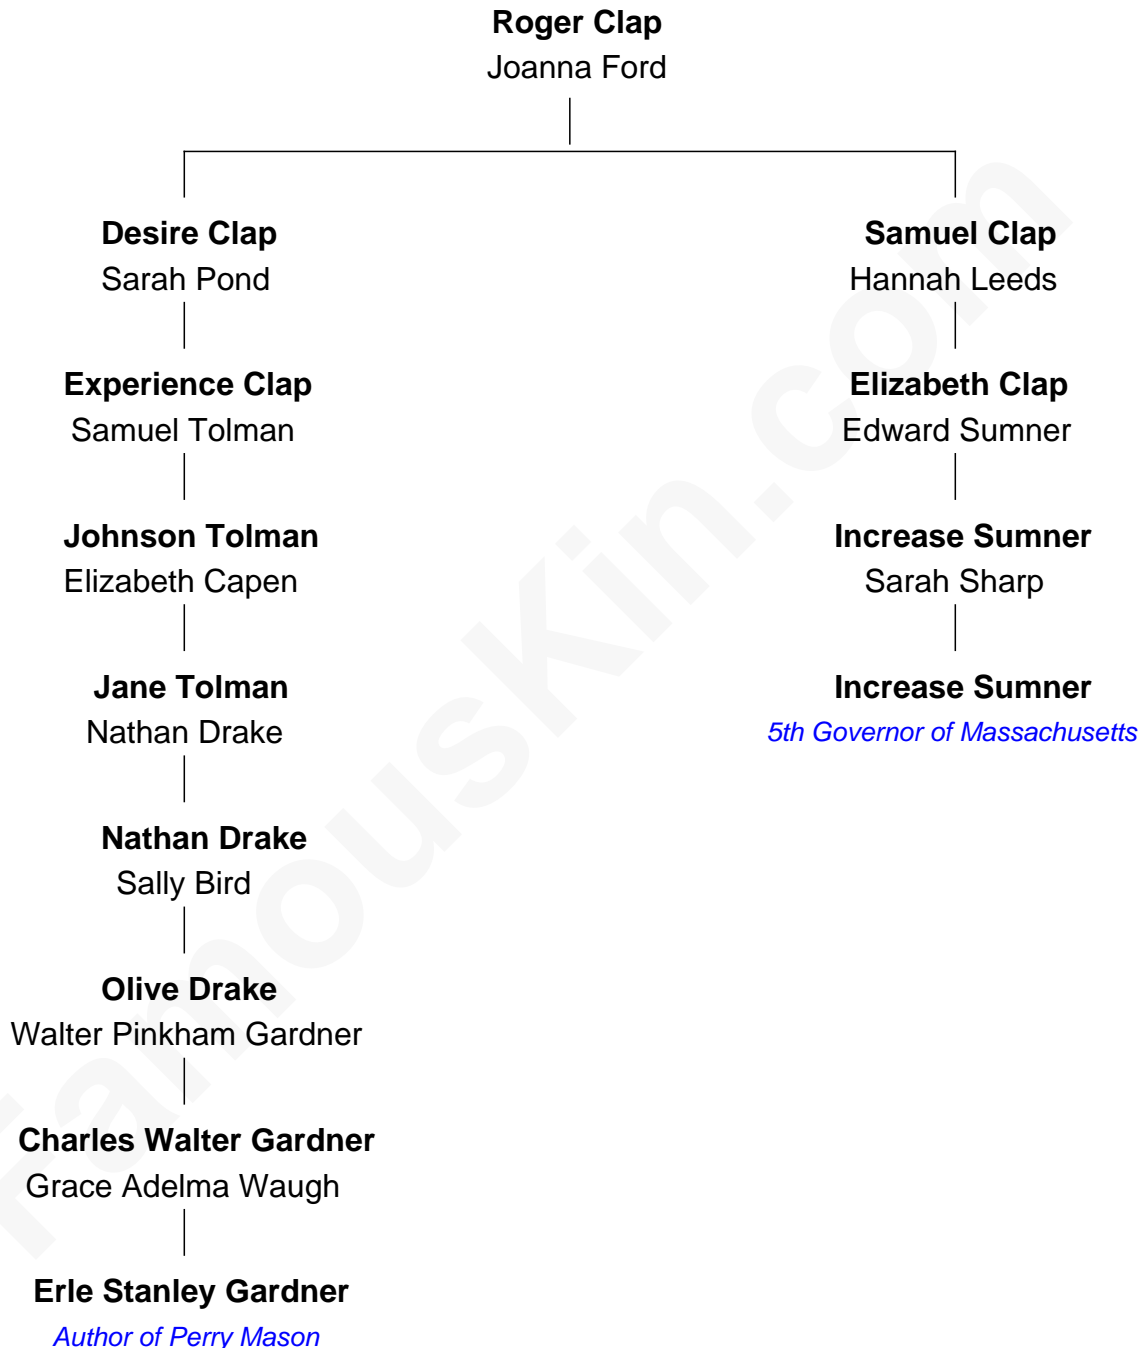 Roger Clap
Joanna Ford
Desire Clap
Sarah Pond
Samuel Clap
Hannah Leeds
Experience Clap
Samuel Tolman
Elizabeth Clap
Edward Sumner
Johnson Tolman
Elizabeth Capen
Increase Sumner
Sarah Sharp
Jane Tolman
Nathan Drake
Increase Sumner
5th Governor of Massachusetts
Nathan Drake
Sally Bird
Olive Drake
Walter Pinkham Gardner
Charles Walter Gardner
Grace Adelma Waugh
Erle Stanley Gardner
Author of Perry Mason
FamousKin.com